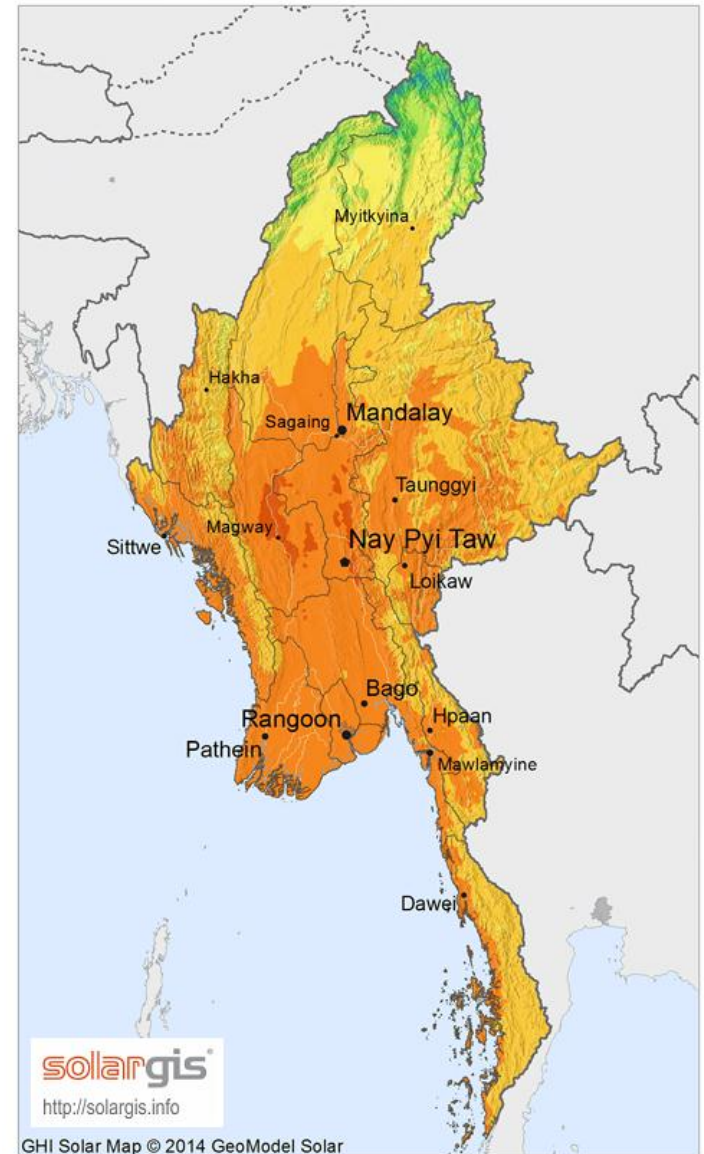 Myitkyina
Hakha
Sagaing
Mandalay
Taunggyi
Magway
Nay Pyi Taw
Sittwe
Loikaw
Bago
Rangoon
Hpaan
Pathein
Mawlamyine
Dawei
solargis
http://solargis.info
GHI Solar Map © 2014 GeoModel Solar